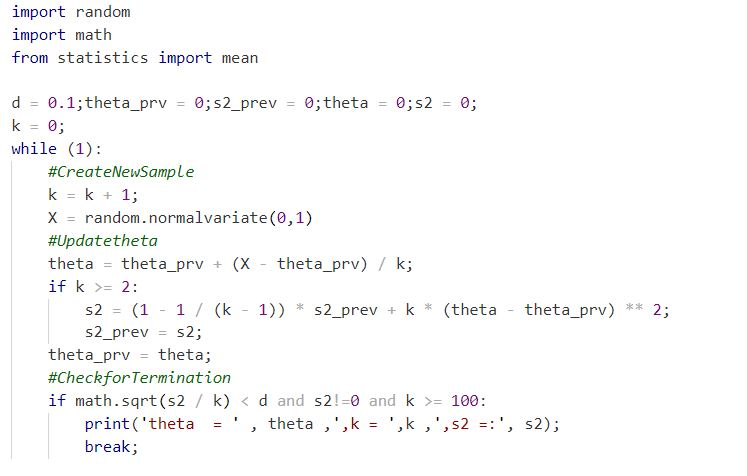 import random
import math
from statistics import mean
d = 0.1;theta_prv = 0;s2_prev = 0;theta = 0;s2 = 0;
k = 0;
while (1):
#CreateNewSample
k = k + 1;
X = random.normalvariate(0,1)
#Updatetheta
theta = theta_prv + (X - theta_prv) / k;
if k >= 2:
s2 = (1 - 1 / (k - 1)) * s2_prev + k * (theta - theta_prv) ** 2;
s2_prev = s2;
theta_prv = theta;
#CheckforTermination
if math.sqrt(s2 / k) < d and s2!=0 and k >= 100:
print('theta  = ' , theta ,',k = ',k ,',s2 =:', s2);
break;